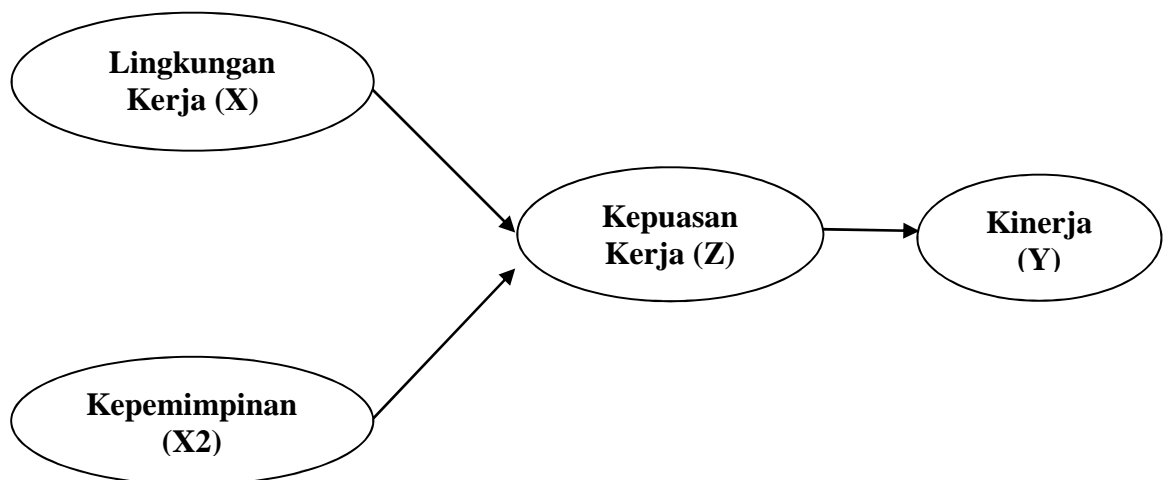 Lingkungan
Kerja (X)
Kepuasan
Kerja (Z)
Kinerja
(Y)
Kepemimpinan
(X2)